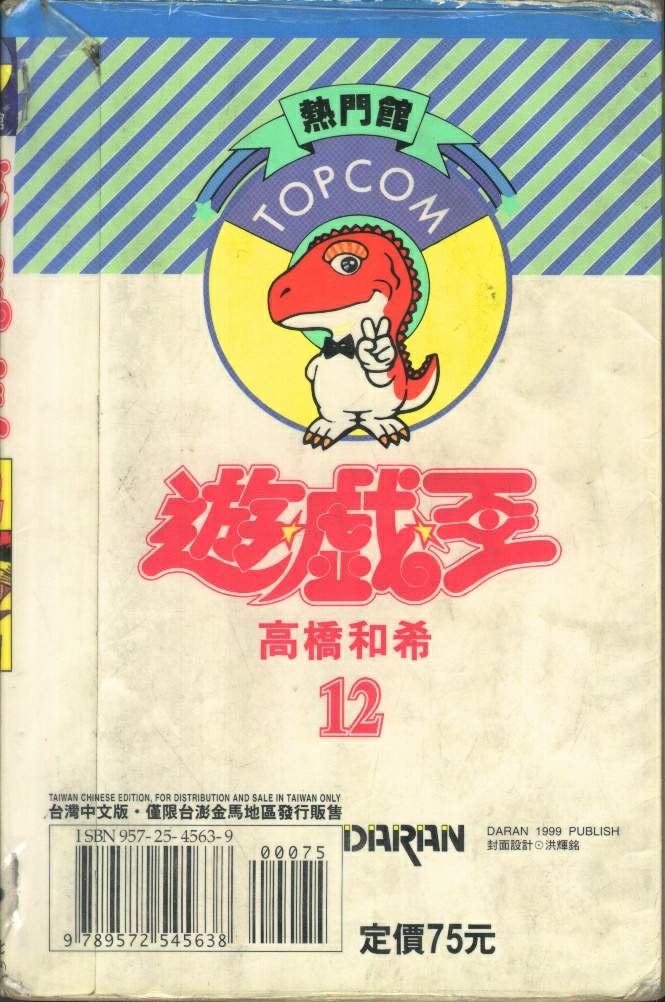 熱門館
TOPCOM
遊戲王
高橋和希
12
TAIWAN CHINESE EDITION, FOR DISTRIBUTION AND SALE IN TAIWAN ONLY
台灣中文版・僅限台澎金馬地區發行販售
ISBN 957-25-4563-9
00075
9 789572 545638
DARAN
DARAN 1999 PUBLISH
封面設計⊙洪輝銘
定價75元